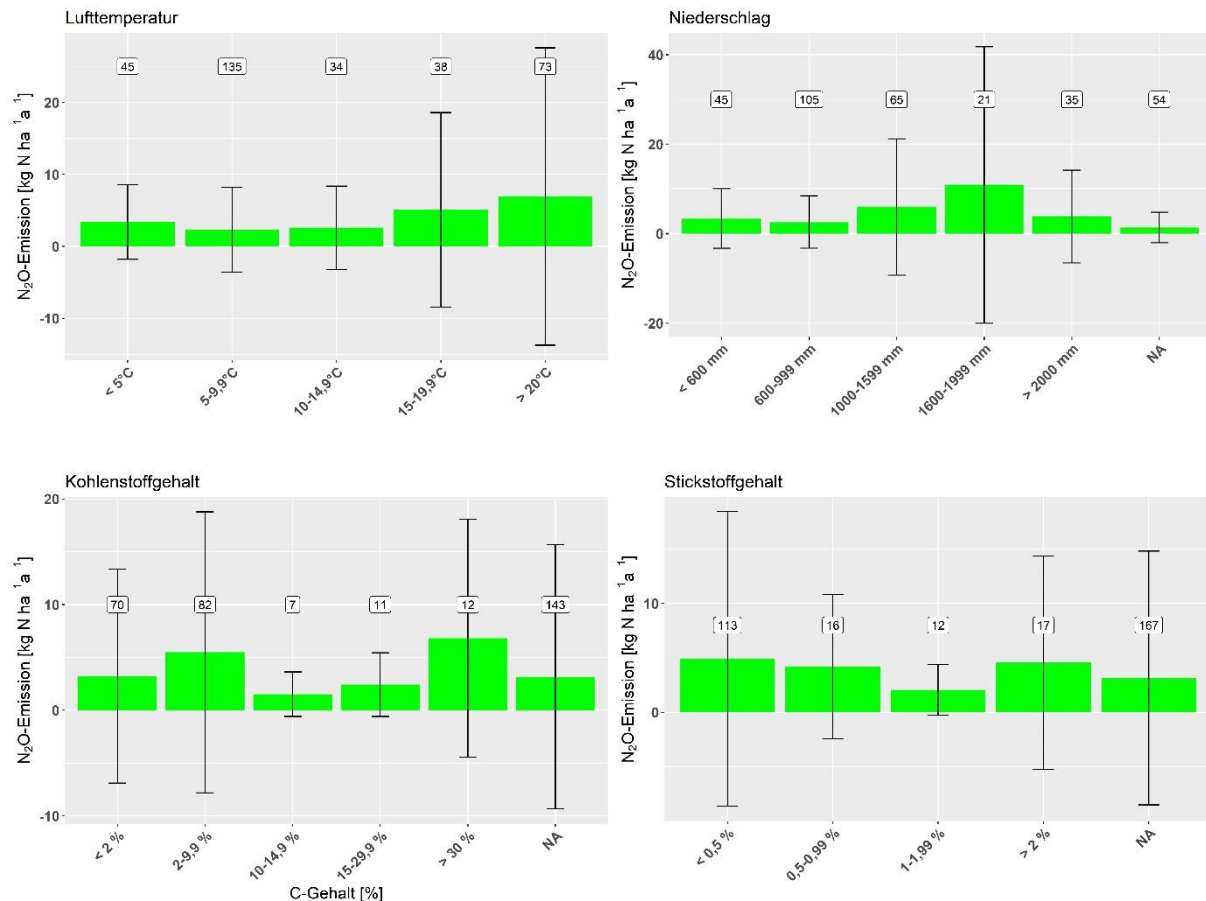 Lufttemperatur
N₂O-Emission [kg N ha ¹a ¹]
20
10
0
-10
45
135
34
38
73
< 5°C
5-9,9°C
10-14,9°C
15-19,9°C
> 20°C
Niederschlag
N₂O-Emission [kg N ha ¹a ¹]
40
20
0
-20
45
105
65
21
35
54
< 600 mm
600-999 mm
1000-1599 mm
1600-1999 mm
> 2000 mm
NA
Kohlenstoffgehalt
N₂O-Emission [kg N ha ¹a ¹]
20
10
0
-10
70
82
7
11
12
143
< 2 %
2-9,9 %
10-14,9 %
15-29,9 %
> 30 %
NA
C-Gehalt [%]
Stickstoffgehalt
N₂O-Emission [kg N ha ¹a ¹]
10
0
113
16
12
17
167
< 0,5 %
0,5-0,99 %
1-1,99 %
> 2 %
NA